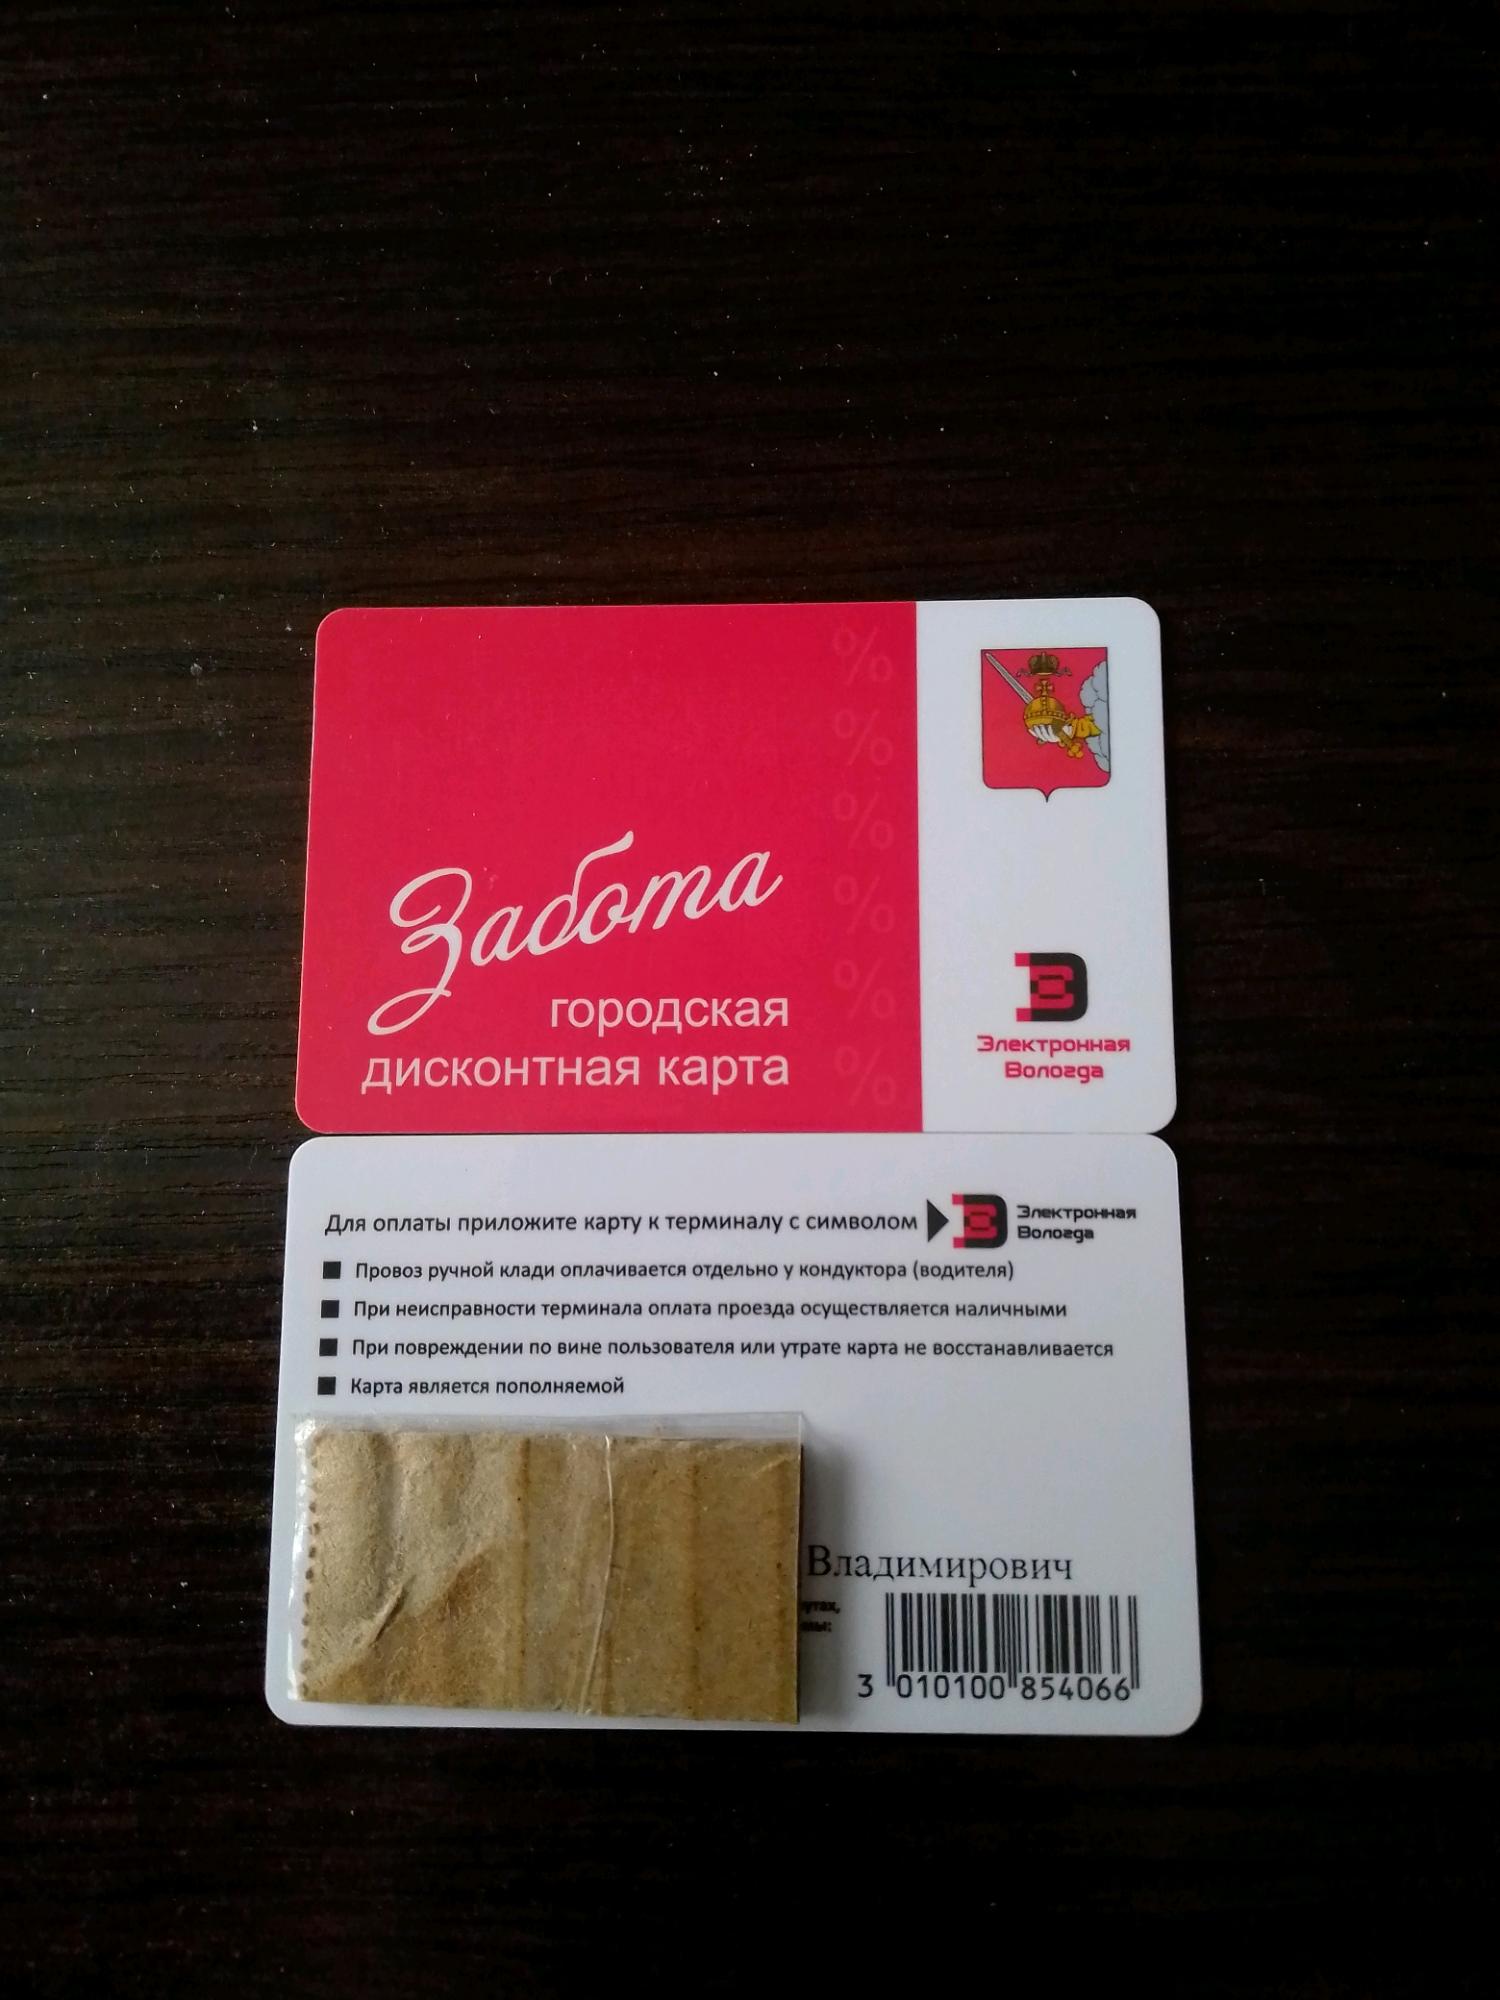 Забота
городская
дисконтная карта
Электронная
Вологда
Для оплаты приложите карту к терминалу с символом
Электронная
Вологда
Провоз ручной клади оплачивается отдельно у кондуктора (водителя)
При неисправности терминала оплата проезда осуществляется наличными
При повреждении по вине пользователя или утрате карта не восстанавливается
Карта является пополняемой
Владимирович
3 010100 854066